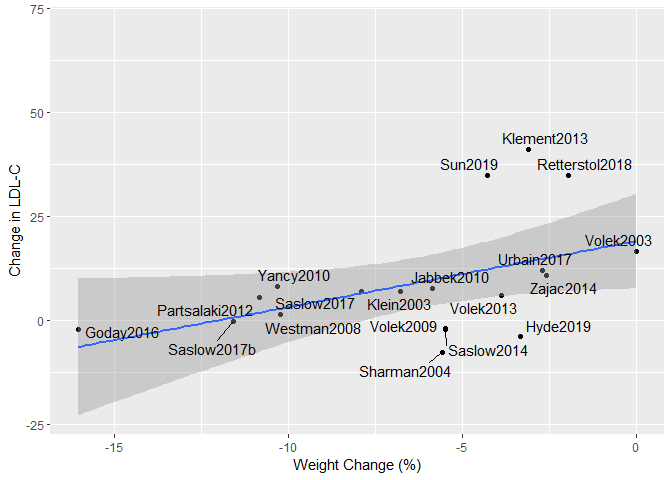 75
50
25
0
-25
Change in LDL-C
Klement2013
Sun2019
Retterstol2018
Volek2003
Urbain2017
Yancy2010
Jabbek2010
Zajac2014
Partsalaki2012
Saslow2017
Klein2003
Volek2013
Goday2016
Westman2008
Volek2009
Hyde2019
Saslow2017b
Saslow2014
Sharman2004
-15
-10
-5
0
Weight Change (%)